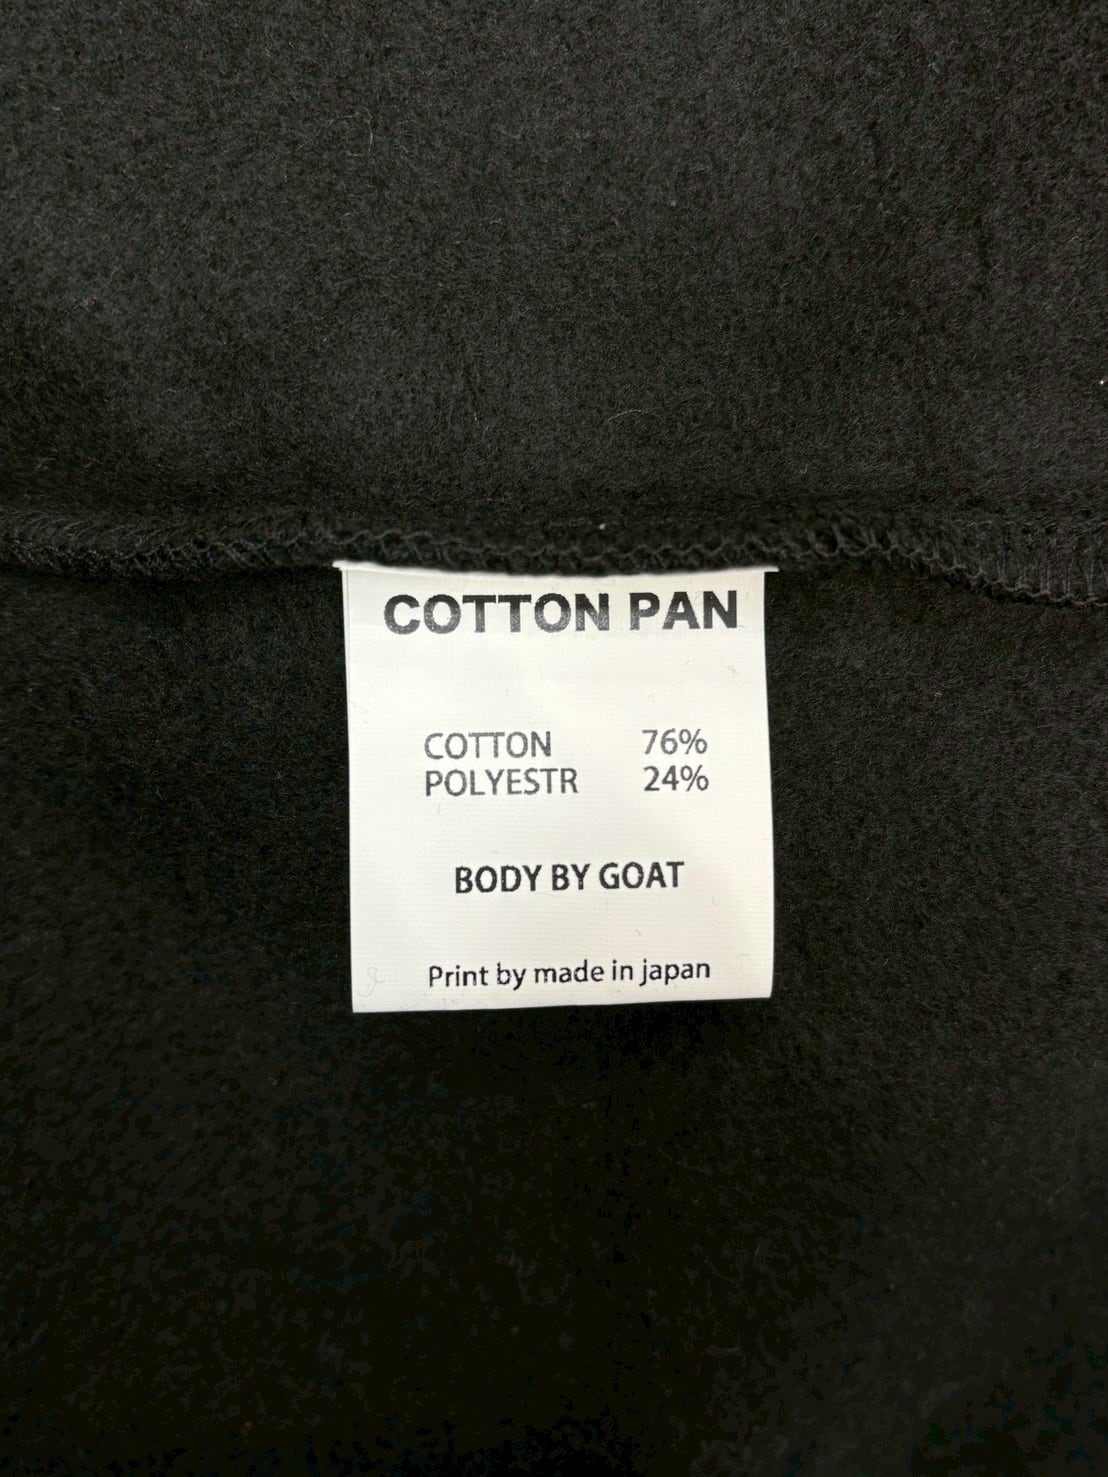 COTTON PAN
COTTON 76%
POLYESTR 24%
BODY BY GOAT
Print by made in japan